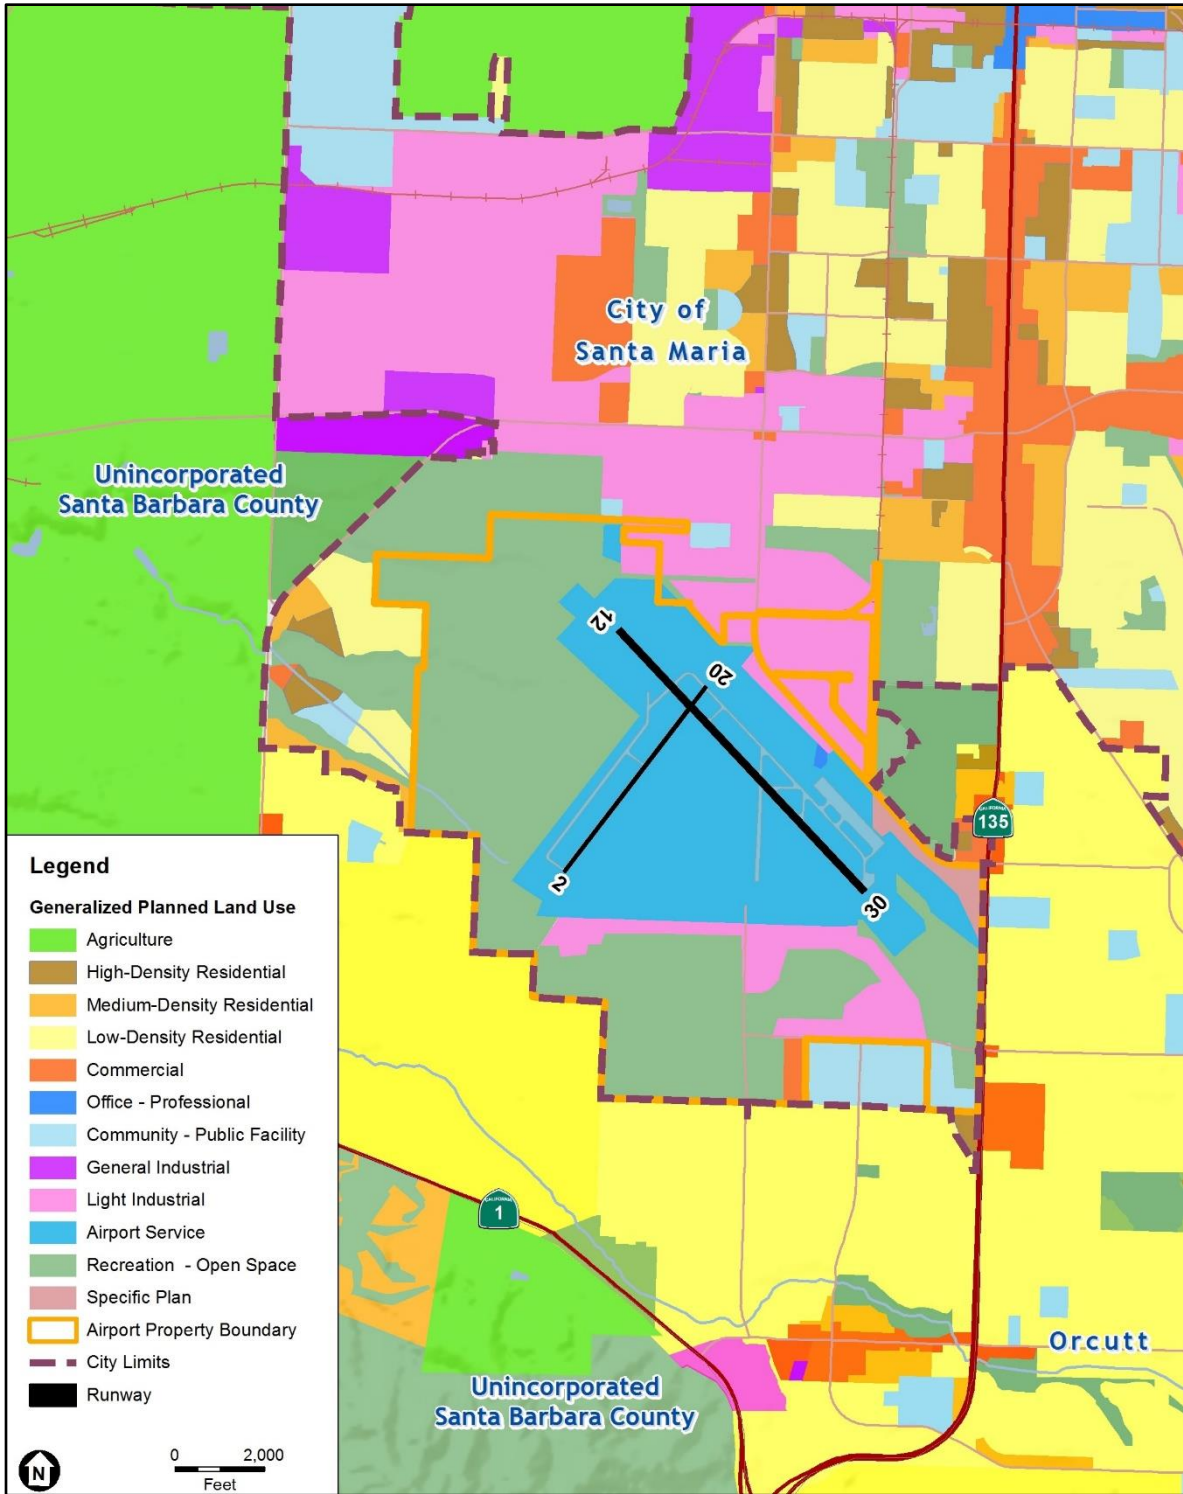 City of
Santa Maria
Unincorporated
Santa Barbara County
12
20
2
30
CALIFORNIA
135
Legend
Generalized Planned Land Use
Agriculture
High-Density Residential
Medium-Density Residential
Low-Density Residential
Commercial
Office - Professional
Community - Public Facility
General Industrial
Light Industrial
Airport Service
Recreation - Open Space
Specific Plan
Airport Property Boundary
City Limits
Runway
N
0 2,000
Feet
CALIFORNIA
1
Orcutt
Unincorporated
Santa Barbara County